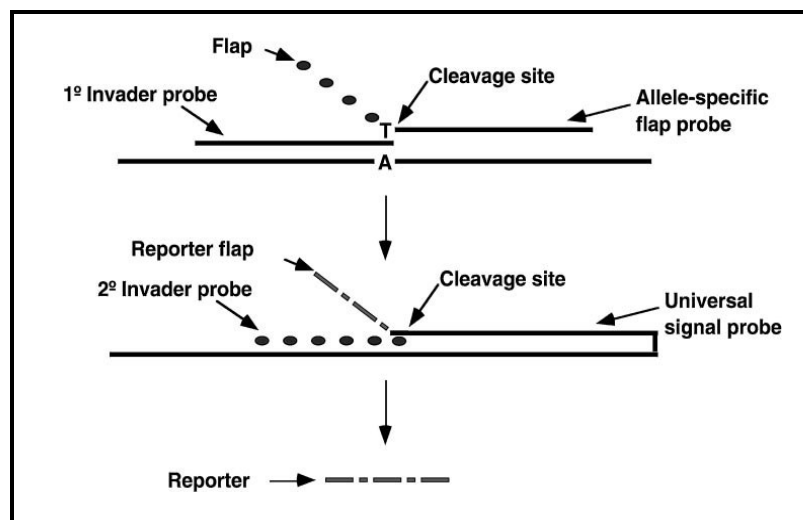 Flap
Cleavage site
1º Invader probe
Allele-specific
flap probe
T
A
Reporter flap
Cleavage site
2º Invader probe
Universal
signal probe
Reporter